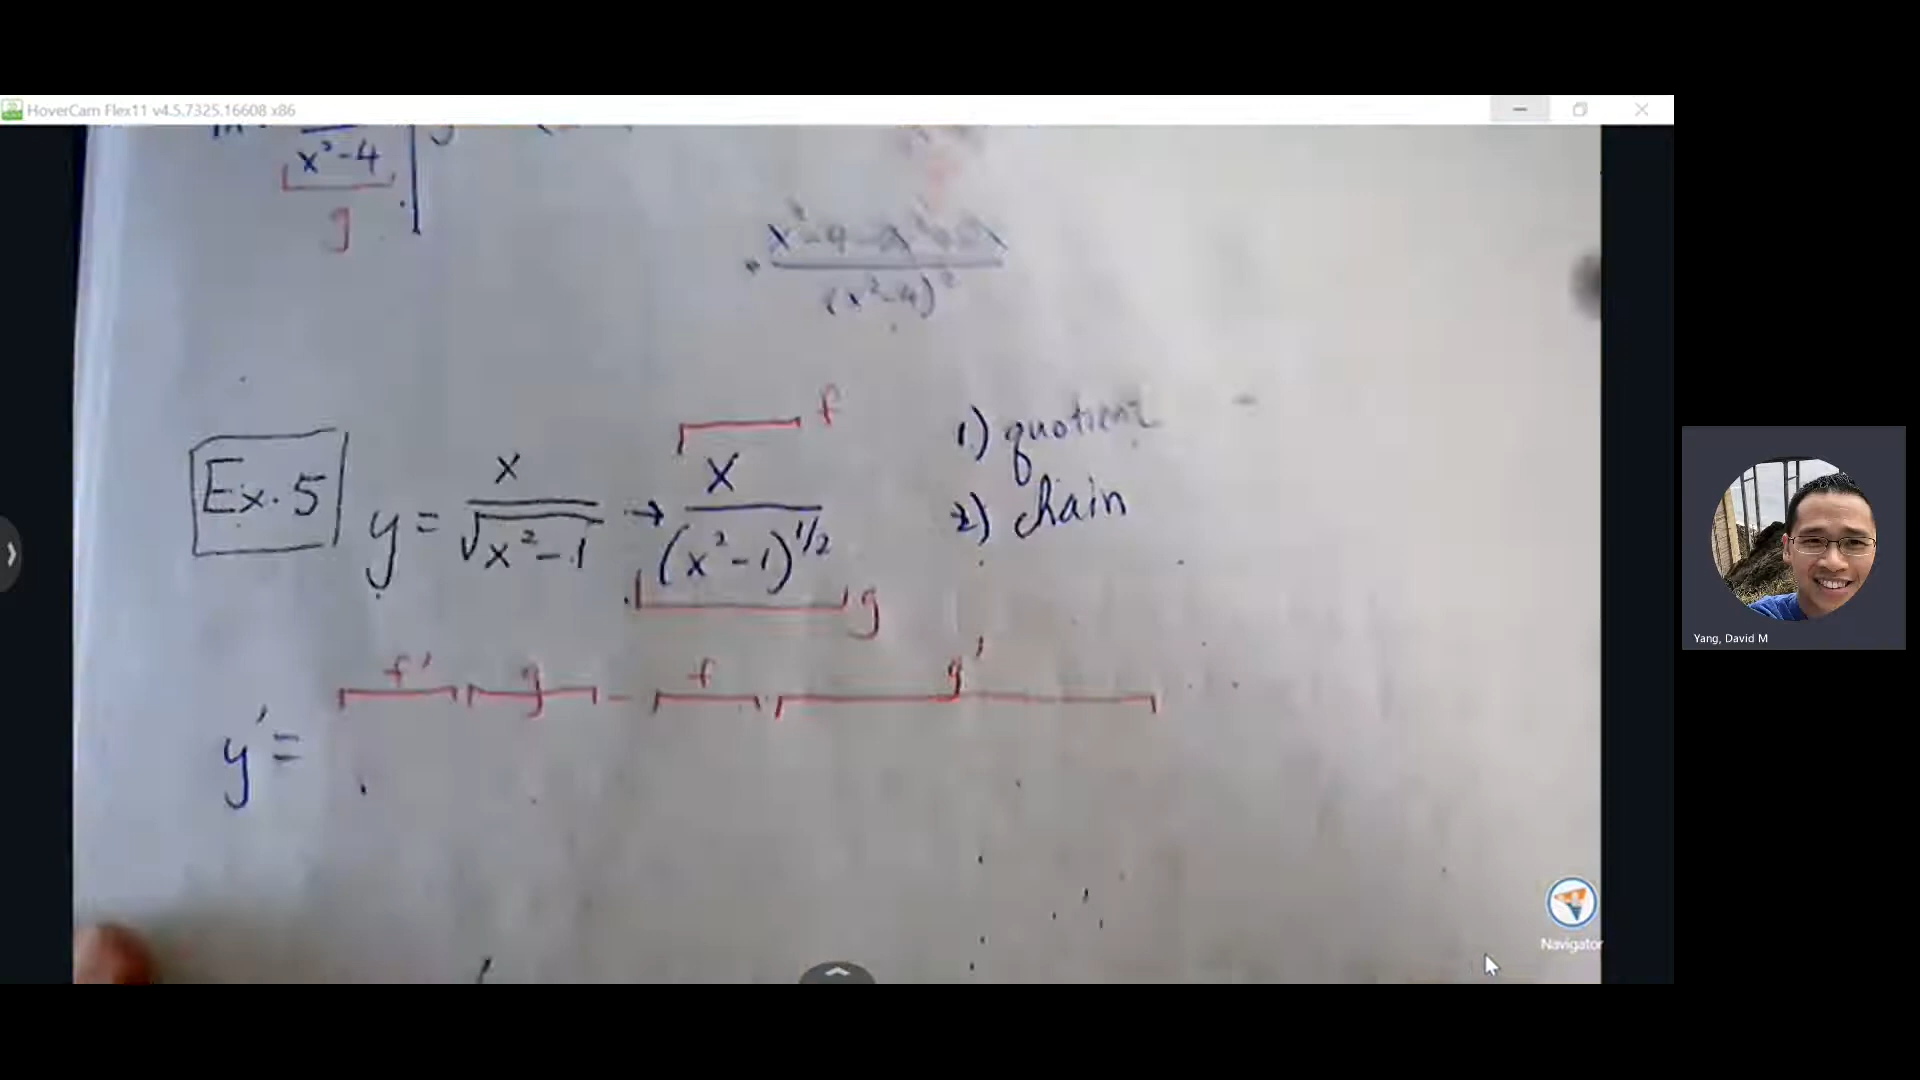 HoverCam Flex11 v4.5.7325.16608 x86
x²-4
g
(x²-4)²
f
1.) quotient
Ex. 5 y = x/√(x²-1) → x/(x²-1)^1/2
2) chain
g
f' g - f · g'
y' =
Navigator
Yang, David M